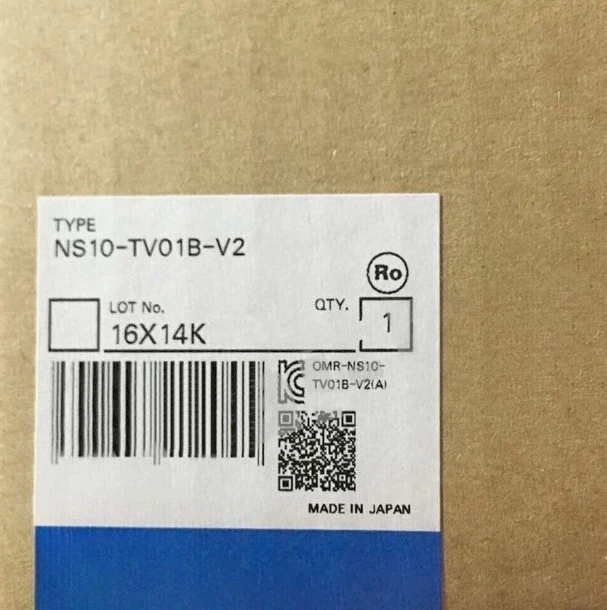 TYPE
NS10-TV01B-V2
Ro
LOT No.
QTY.
16X14K
1
OMR-NS10-
TV01B-V2(A)
MADE IN JAPAN